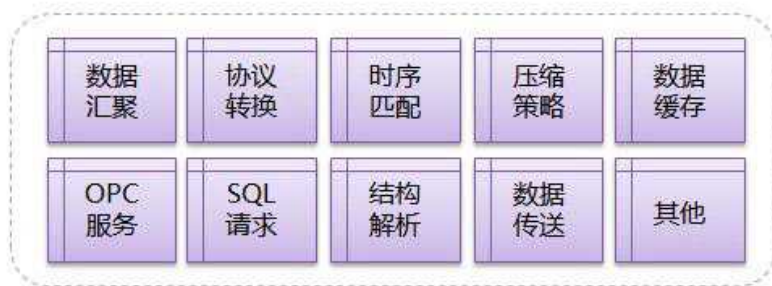 数据
汇聚
协议
转换
时序
匹配
压缩
策略
数据
缓存
OPC
服务
SQL
请求
结构
解析
数据
传送
其他